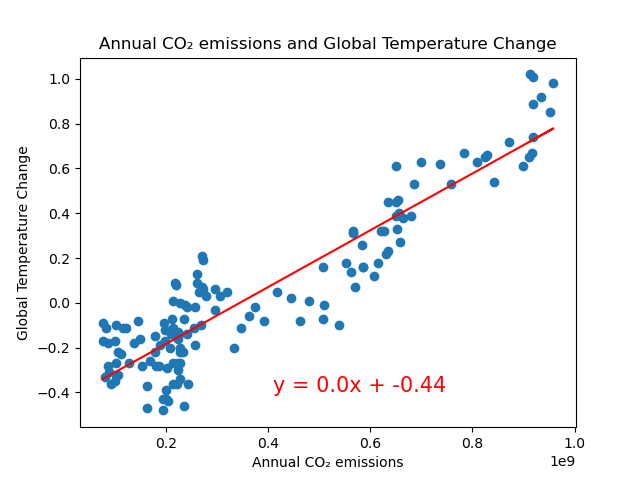 Annual CO₂ emissions and Global Temperature Change
1.0
0.8
0.6
0.4
0.2
0.0
−0.2
−0.4
Global Temperature Change
y = 0.0x + -0.44
0.2 0.4 0.6 0.8 1.0
1e9
Annual CO₂ emissions